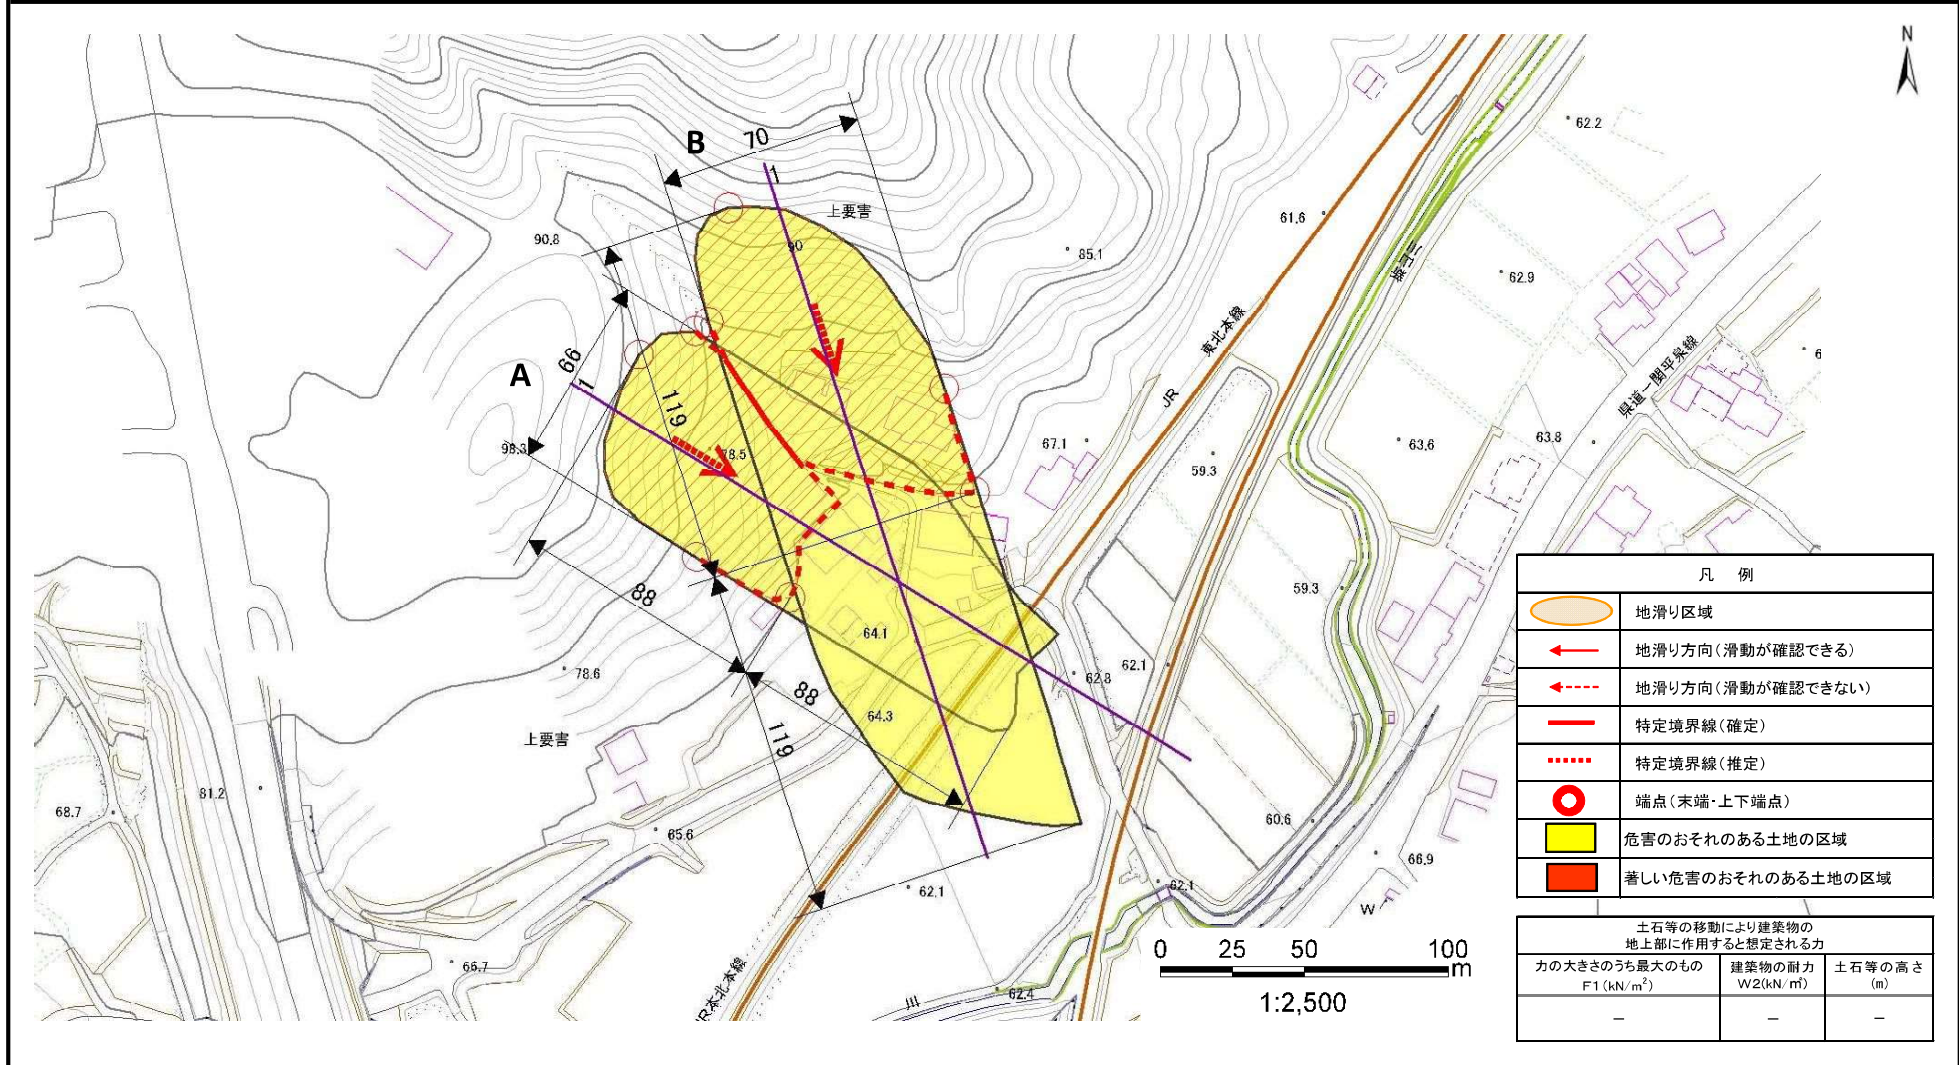 N
B
70
1
上要害
90
90.8
85.1
62.2
61.6
坂下川
62.9
東北本線
JR
県道一関平泉線
6
A
66
1
119
98.3
78.5
67.1
59.3
63.6
63.8
88
59.3
64.1
78.6
62.1
62.8
88
64.3
119
上要害
81.2
68.7
65.6
60.6
66.9
62.1
62.1
W
66.7
62.4
川
JR本北本線
0 25 50 100
m
1:2,500
凡 例
地滑り区域
地滑り方向(滑動が確認できる)
地滑り方向(滑動が確認できない)
特定境界線(確定)
特定境界線(推定)
端点(末端・上下端点)
危害のおそれのある土地の区域
著しい危害のおそれのある土地の区域
土石等の移動により建築物の
地上部に作用すると想定される力
力の大きさのうち最大のもの
F1(kN/m²)
建築物の耐力
W2(kN/㎡)
土石等の高さ
(m)
－ － －